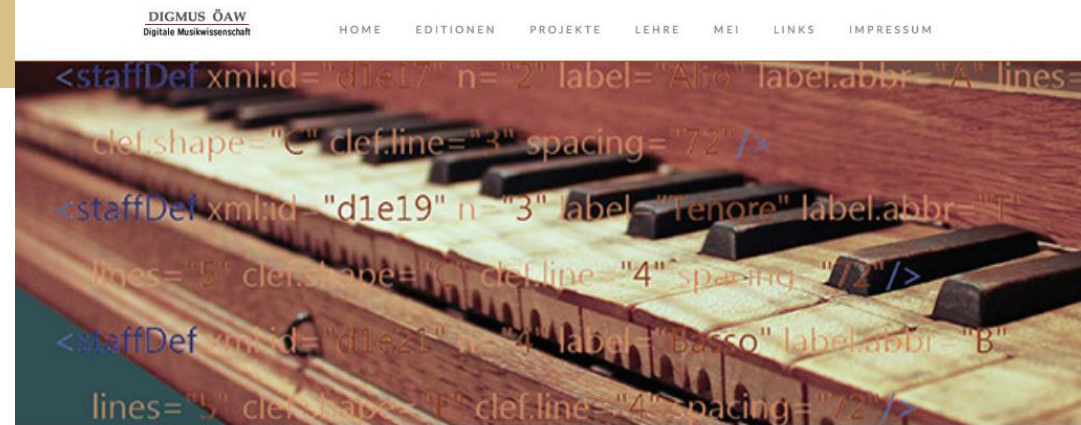 DIGMUS ÖAW
Digitale Musikwissenschaft
HOME EDITIONEN PROJEKTE LEHRE MEI LINKS IMPRESSUM
<staffDef xml:id="d1e17" n="2" label="Alto" label.abbr="A" lines=
clef.shape="C" clef.line="3" spacing="72"/>
<staffDef xml:id="d1e19" n="3" label="Tenore" label.abbr="T"
lines="5" clef.shape="C" clef.line="4" spacing="72"/>
<staffDef xml:id="d1e21" n="4" label="Basso" label.abbr="B"
lines="5" clef.shape="F" clef.line="4" spacing="72"/>